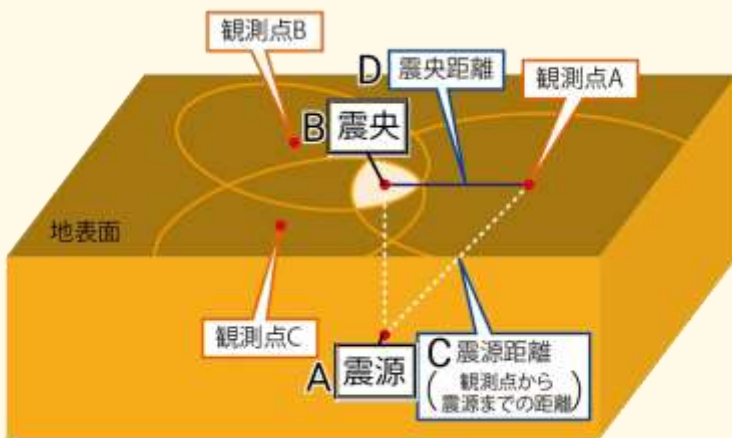 観測点B
D 震央距離
観測点A
B 震央
地表面
観測点C
A 震源
C 震源距離
(観測点から
震源までの距離)